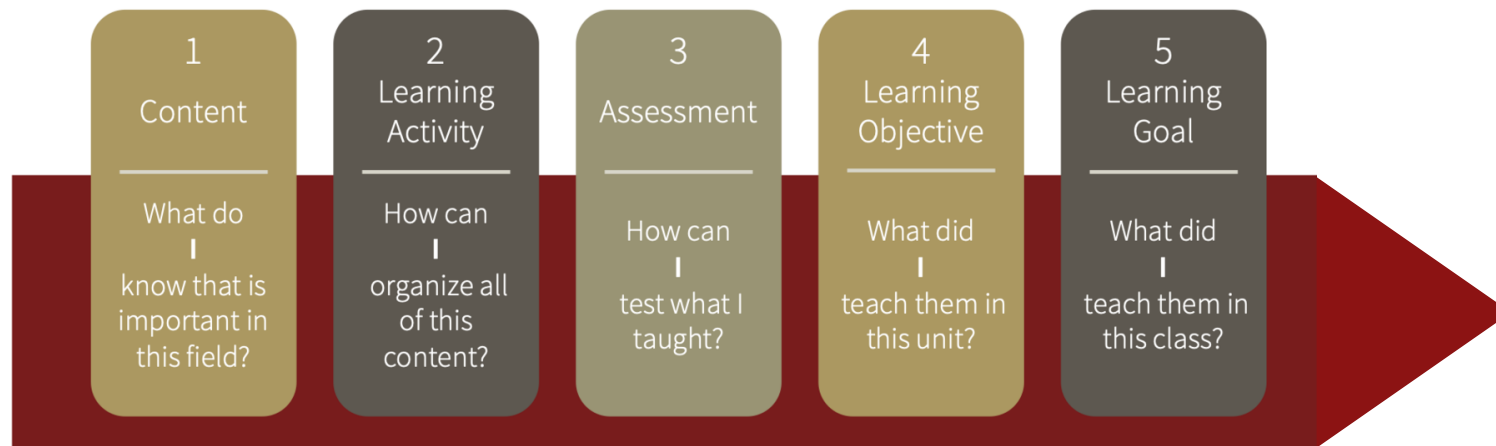 1
Content
What do
I
know that is
important in
this field?
2
Learning
Activity
How can
I
organize all
of this
content?
3
Assessment
How can
I
test what I
taught?
4
Learning
Objective
What did
I
teach them in
this unit?
5
Learning
Goal
What did
I
teach them in
this class?